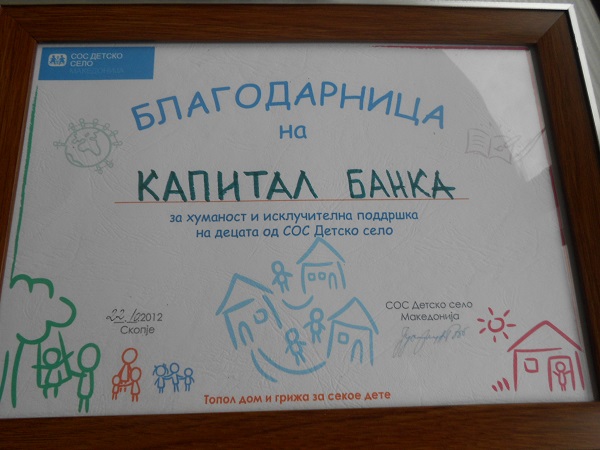 СОС ДЕТСКО
СЕЛО
МАКЕДОНИЈА
БЛАГОДАРНИЦА
на
КАПИТАЛ БАНКА
за хуманост и исклучителна поддршка
на децата од СОС Детско село
2012
Скопје
СОС Детско село
Македонија
Топол дом и грижа за секое дете